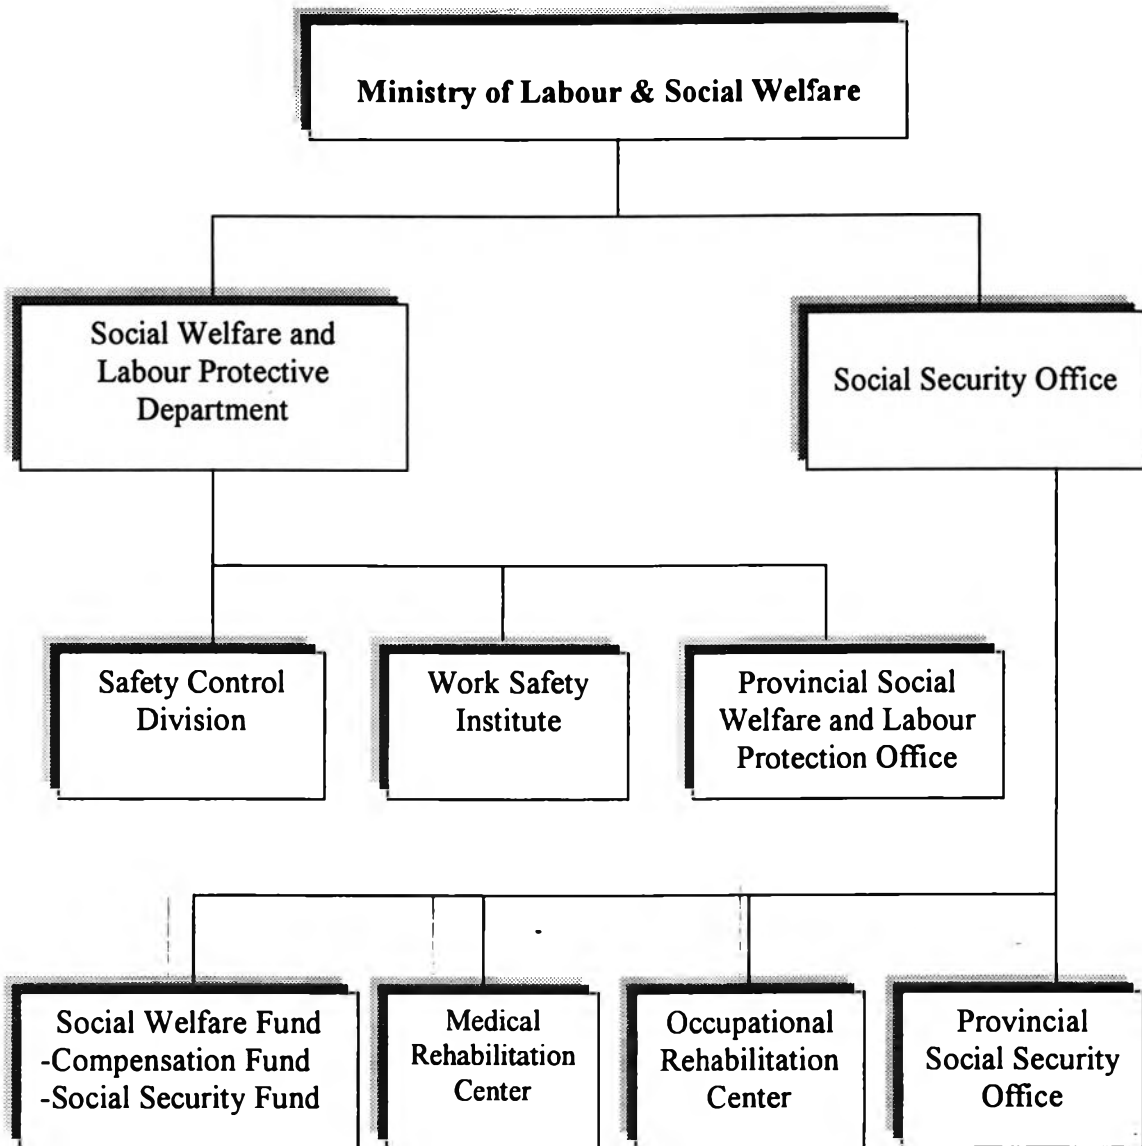 Ministry of Labour & Social Welfare
Social Welfare and
Labour Protective
Department
Social Security Office
Safety Control
Division
Work Safety
Institute
Provincial Social
Welfare and Labour
Protection Office
Social Welfare Fund
-Compensation Fund
-Social Security Fund
Medical
Rehabilitation
Center
Occupational
Rehabilitation
Center
Provincial
Social Security
Office